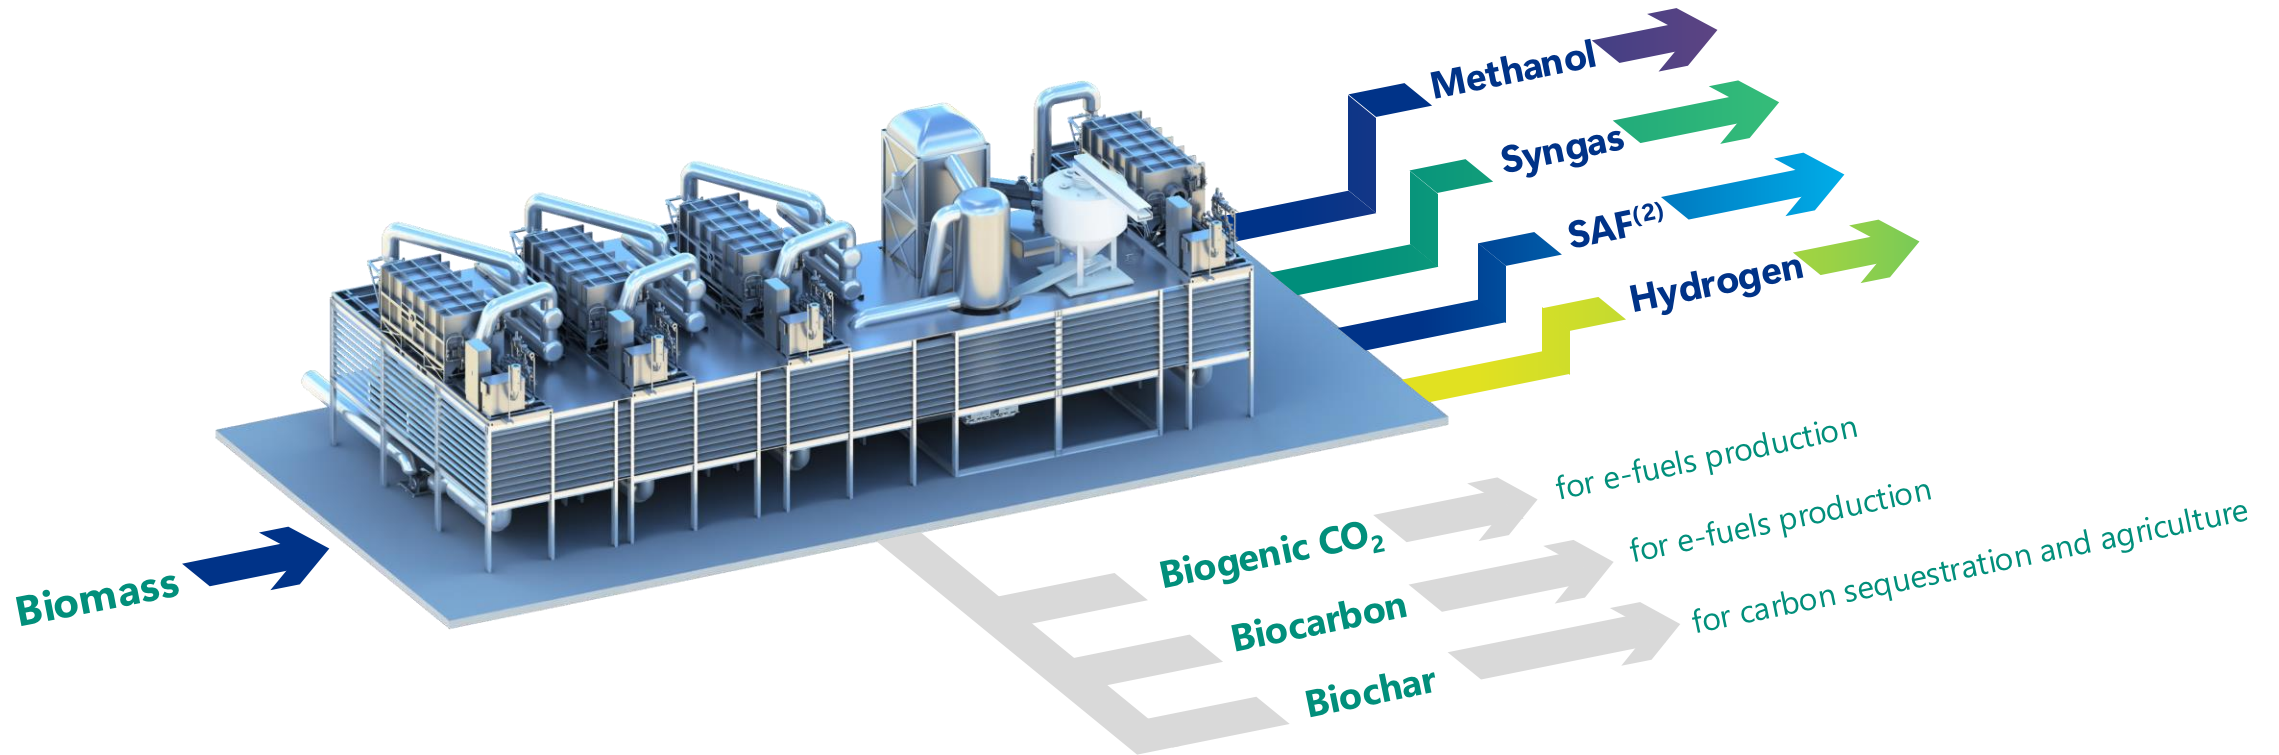 Methanol
Syngas
SAF(2)
Hydrogen
Biomass
Biogenic CO2
for e-fuels production
Biocarbon
for e-fuels production
Biochar
for carbon sequestration and agriculture